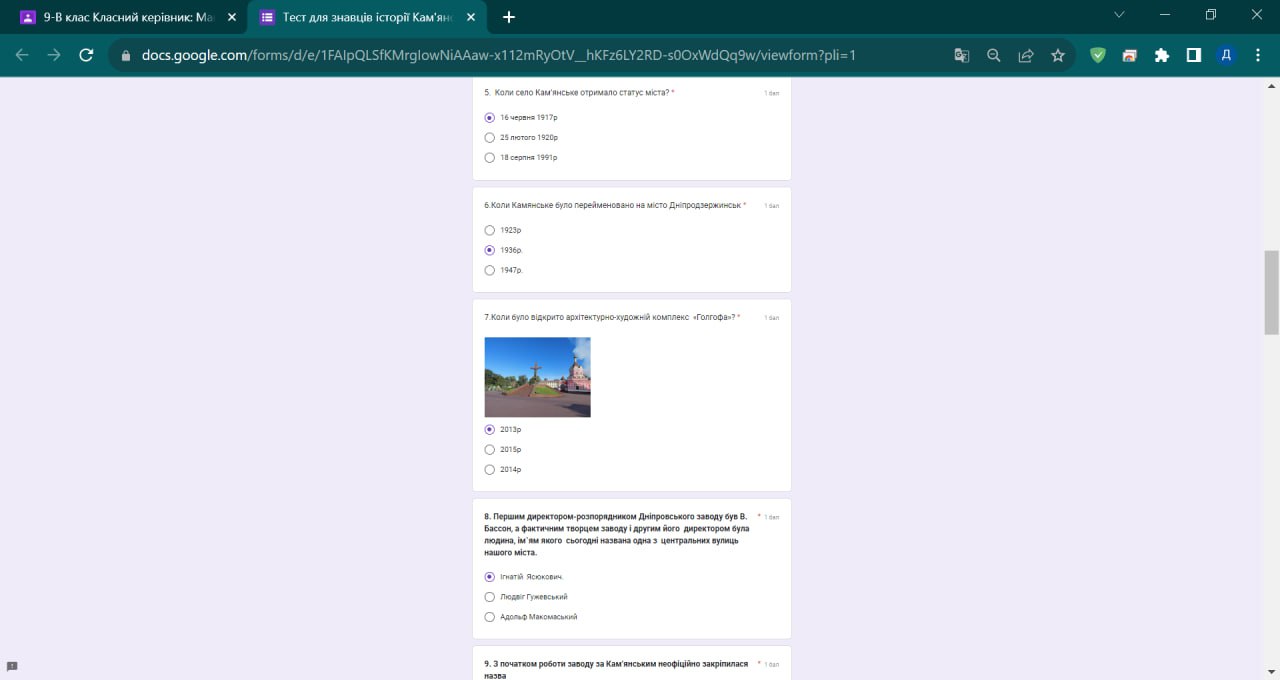 9-В клас Класний керівник: Ма
Тест для знавців історії Кам'янс
docs.google.com/forms/d/e/1FAIpQLSfKMrgIowNiAAaw-x112mRyOtV__hKFz6LY2RD-s0OxWdQq9w/viewform?pli=1
Д
5. Коли село Кам'янське отримало статус міста? *
1 бал
16 червня 1917р
25 лютого 1920р
18 серпня 1991р
6.Коли Камянське було перейменовано на місто Дніпродзержинськ *
1 бал
1923р
1936р.
1947р.
7.Коли було відкрито архітектурно-художній комплекс «Голгофа»? *
1 бал
2013р
2015р
2014р
8. Першим директором-розпорядником Дніпровського заводу був В. * 1 бал
Бассон, а фактичним творцем заводу і другим його директором була
людина, ім`ям якого сьогодні названа одна з центральних вулиць
нашого міста.
Ігнатій Ясюкович.
Людвіг Гужевський
Адольф Макомаський
9. З початком роботи заводу за Кам'янським неофіційно закріпилася * 1 бал
назва